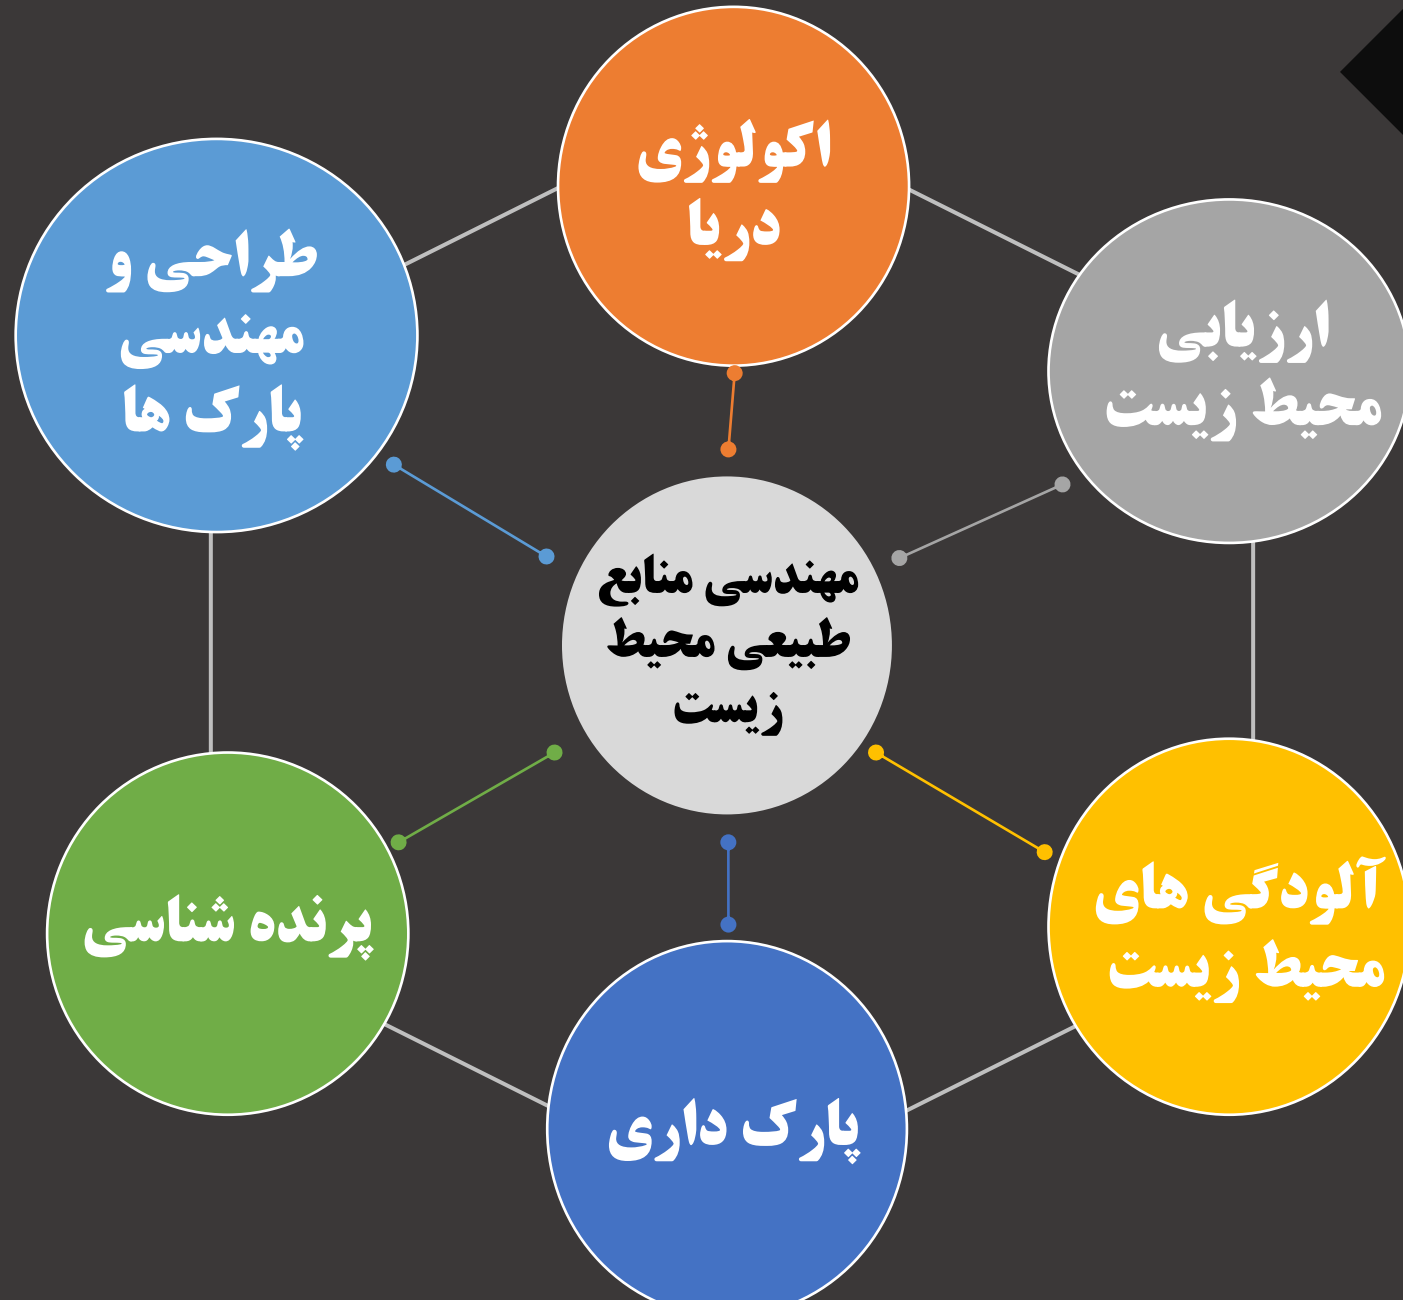 اکولوژی
دریا
طراحی و
مهندسی
پارک ها
ارزیابی
محیط زیست
مهندسی منابع
طبیعی محیط
زیست
پرنده شناسی
آلودگی های
محیط زیست
پارک داری